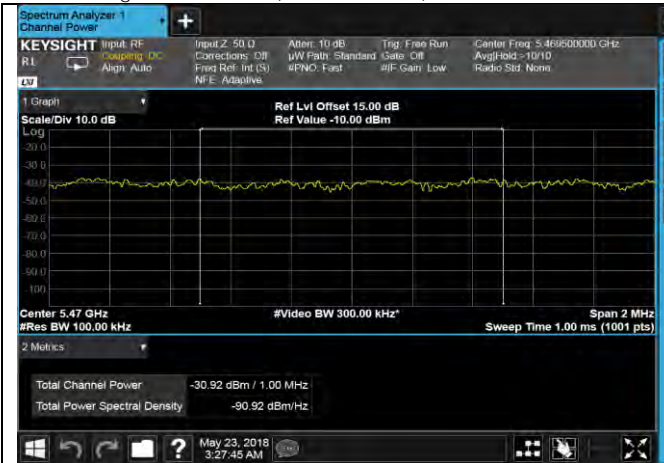 Spectrum Analyzer 1
Channel Power
+
KEYSIGHT Input: RF Input Z: 50 Ω Atten: 10 dB Trig: Free Run Center Freq: 5.469500000 GHz
RL Coupling: DC Corrections: Off µW Path: Standard Gate: Off Avg|Hold:>10/10
Align: Auto Freq Ref: Int (S) #PNO: Fast #IF Gain: Low Radio Std: None
LXI NFE: Adaptive
1 Graph
Ref Lvl Offset 15.00 dB
Scale/Div 10.0 dB Ref Value -10.00 dBm
Log
-20.0
-30.0
-40.0
-50.0
-60.0
-70.0
-80.0
-90.0
-100
Center 5.47 GHz #Video BW 300.00 kHz* Span 2 MHz
#Res BW 100.00 kHz Sweep Time 1.00 ms (1001 pts)
2 Metrics
Total Channel Power -30.92 dBm / 1.00 MHz
Total Power Spectral Density -90.92 dBm/Hz
? May 23, 2018
3:27:45 AM